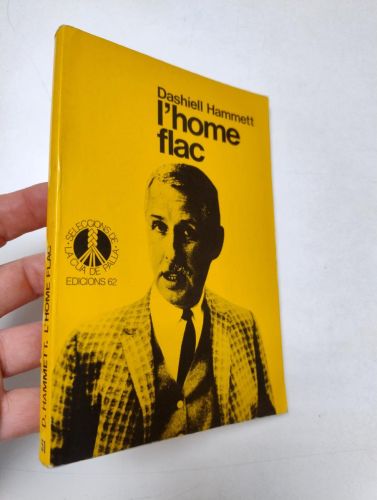 Dashiell Hammett
l'home
flac
SELECCIONS DE
LA CUA DE PALLA
EDICIONS 62
D. HAMMETT. L'HOME FLAC